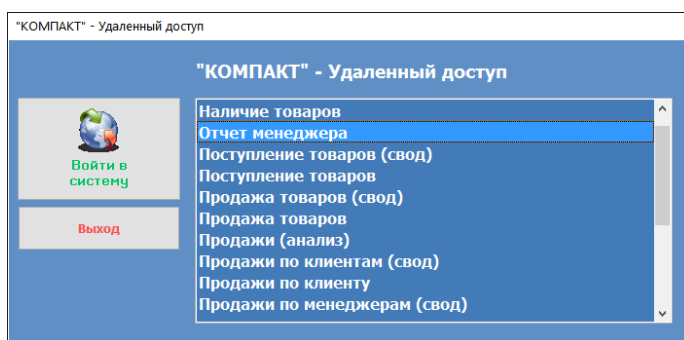 "КОМПАКТ" - Удаленный доступ
"КОМПАКТ" - Удаленный доступ
Войти в
систему
Выход
Наличие товаров
Отчет менеджера
Поступление товаров (свод)
Поступление товаров
Продажа товаров (свод)
Продажа товаров
Продажи (анализ)
Продажи по клиентам (свод)
Продажи по клиенту
Продажи по менеджерам (свод)